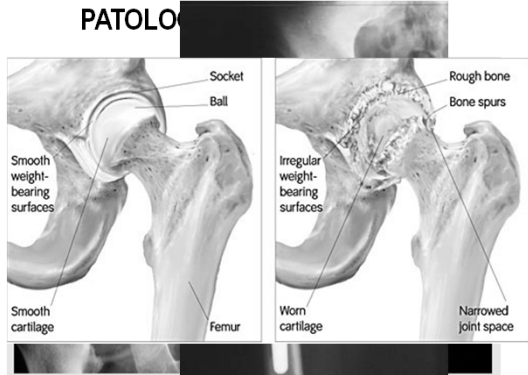 PATOLO
Socket
Ball
Smooth
weight-
bearing
surfaces
Smooth
cartilage
Femur
Rough bone
Bone spurs
Irregular
weight-
bearing
surfaces
Worn
cartilage
Narrowed
joint space